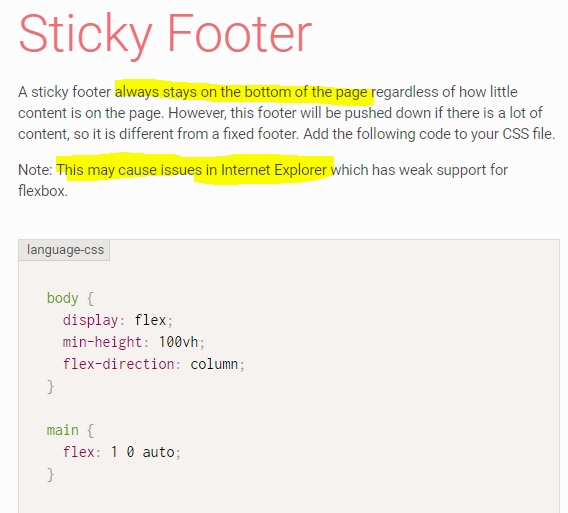 Sticky Footer
A sticky footer always stays on the bottom of the page regardless of how little
content is on the page. However, this footer will be pushed down if there is a lot of
content, so it is different from a fixed footer. Add the following code to your CSS file.
Note: This may cause issues in Internet Explorer which has weak support for
flexbox.
language-css
body {
  display: flex;
  min-height: 100vh;
  flex-direction: column;
}
main {
  flex: 1 0 auto;
}